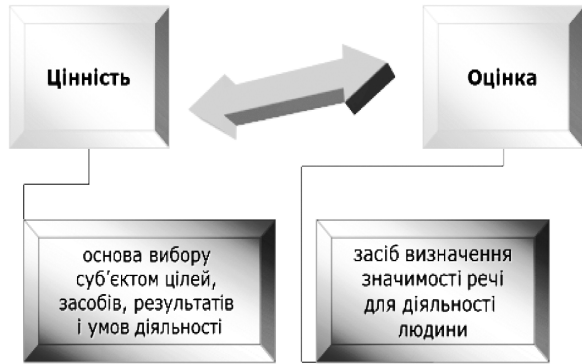 Цінність
Оцінка
основа вибору
суб’єктом цілей,
засобів, результатів
і умов діяльності
засіб визначення
значимості речі
для діяльності
людини